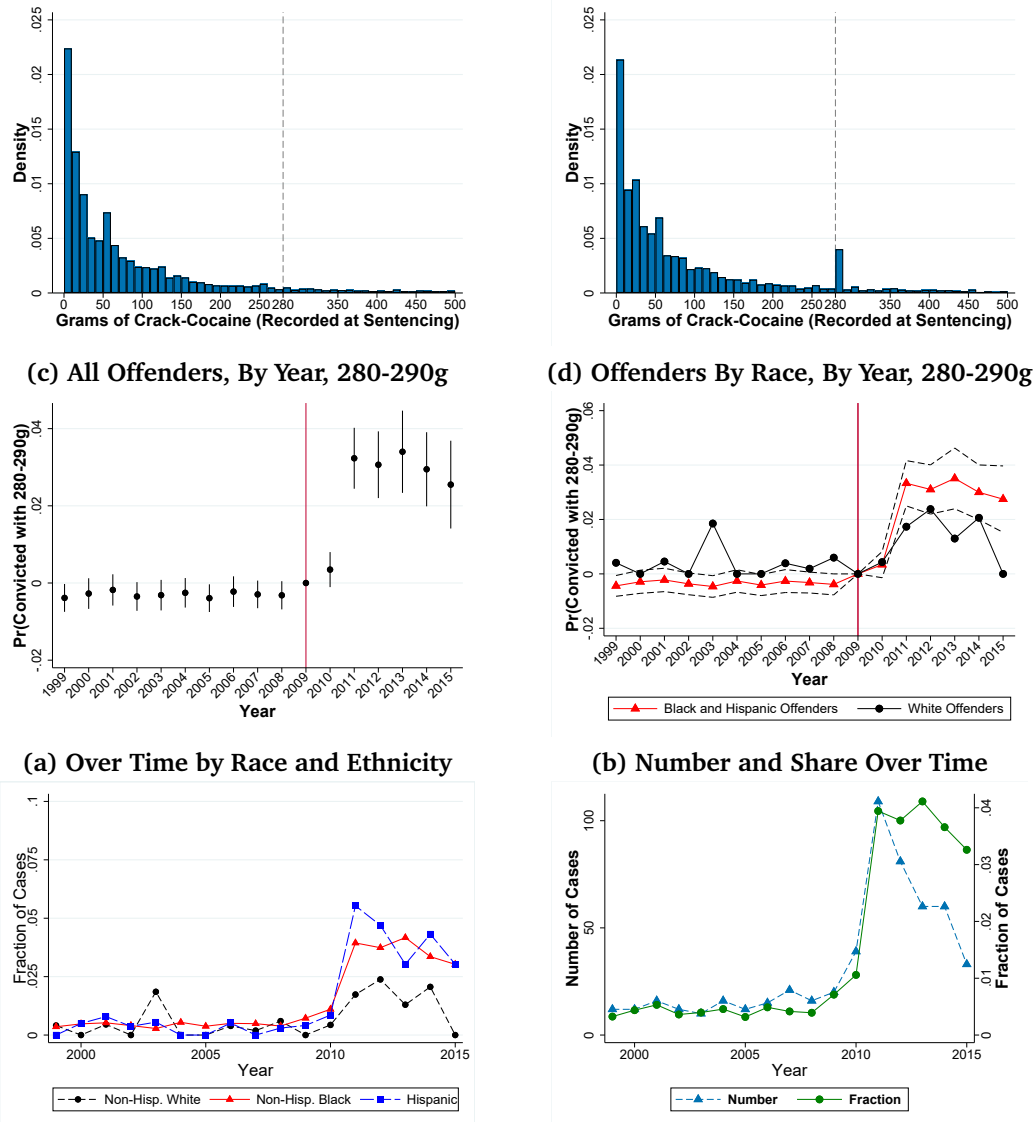 .025
.02
.015
.01
.005
0
Density
0 50 100 150 200 250 280 350 400 450 500
Grams of Crack-Cocaine (Recorded at Sentencing)
.025
.02
.015
.01
.005
0
Density
0 50 100 150 200 250 280 350 400 450 500
Grams of Crack-Cocaine (Recorded at Sentencing)
(c) All Offenders, By Year, 280-290g
.04
.02
0
-.02
Pr(Convicted with 280-290g)
1999 2000 2001 2002 2003 2004 2005 2006 2007 2008 2009 2010 2011 2012 2013 2014 2015
Year
(d) Offenders By Race, By Year, 280-290g
.06
.04
.02
0
-.02
Pr(Convicted with 280-290g)
1999 2000 2001 2002 2003 2004 2005 2006 2007 2008 2009 2010 2011 2012 2013 2014 2015
Year
Black and Hispanic Offenders White Offenders
(a) Over Time by Race and Ethnicity
.1
.075
.05
.025
0
Fraction of Cases
2000 2005 2010 2015
Year
Non-Hisp. White Non-Hisp. Black Hispanic
(b) Number and Share Over Time
100
50
0
Number of Cases
.04
.03
.02
.01
0
Fraction of Cases
2000 2005 2010 2015
Year
Number Fraction